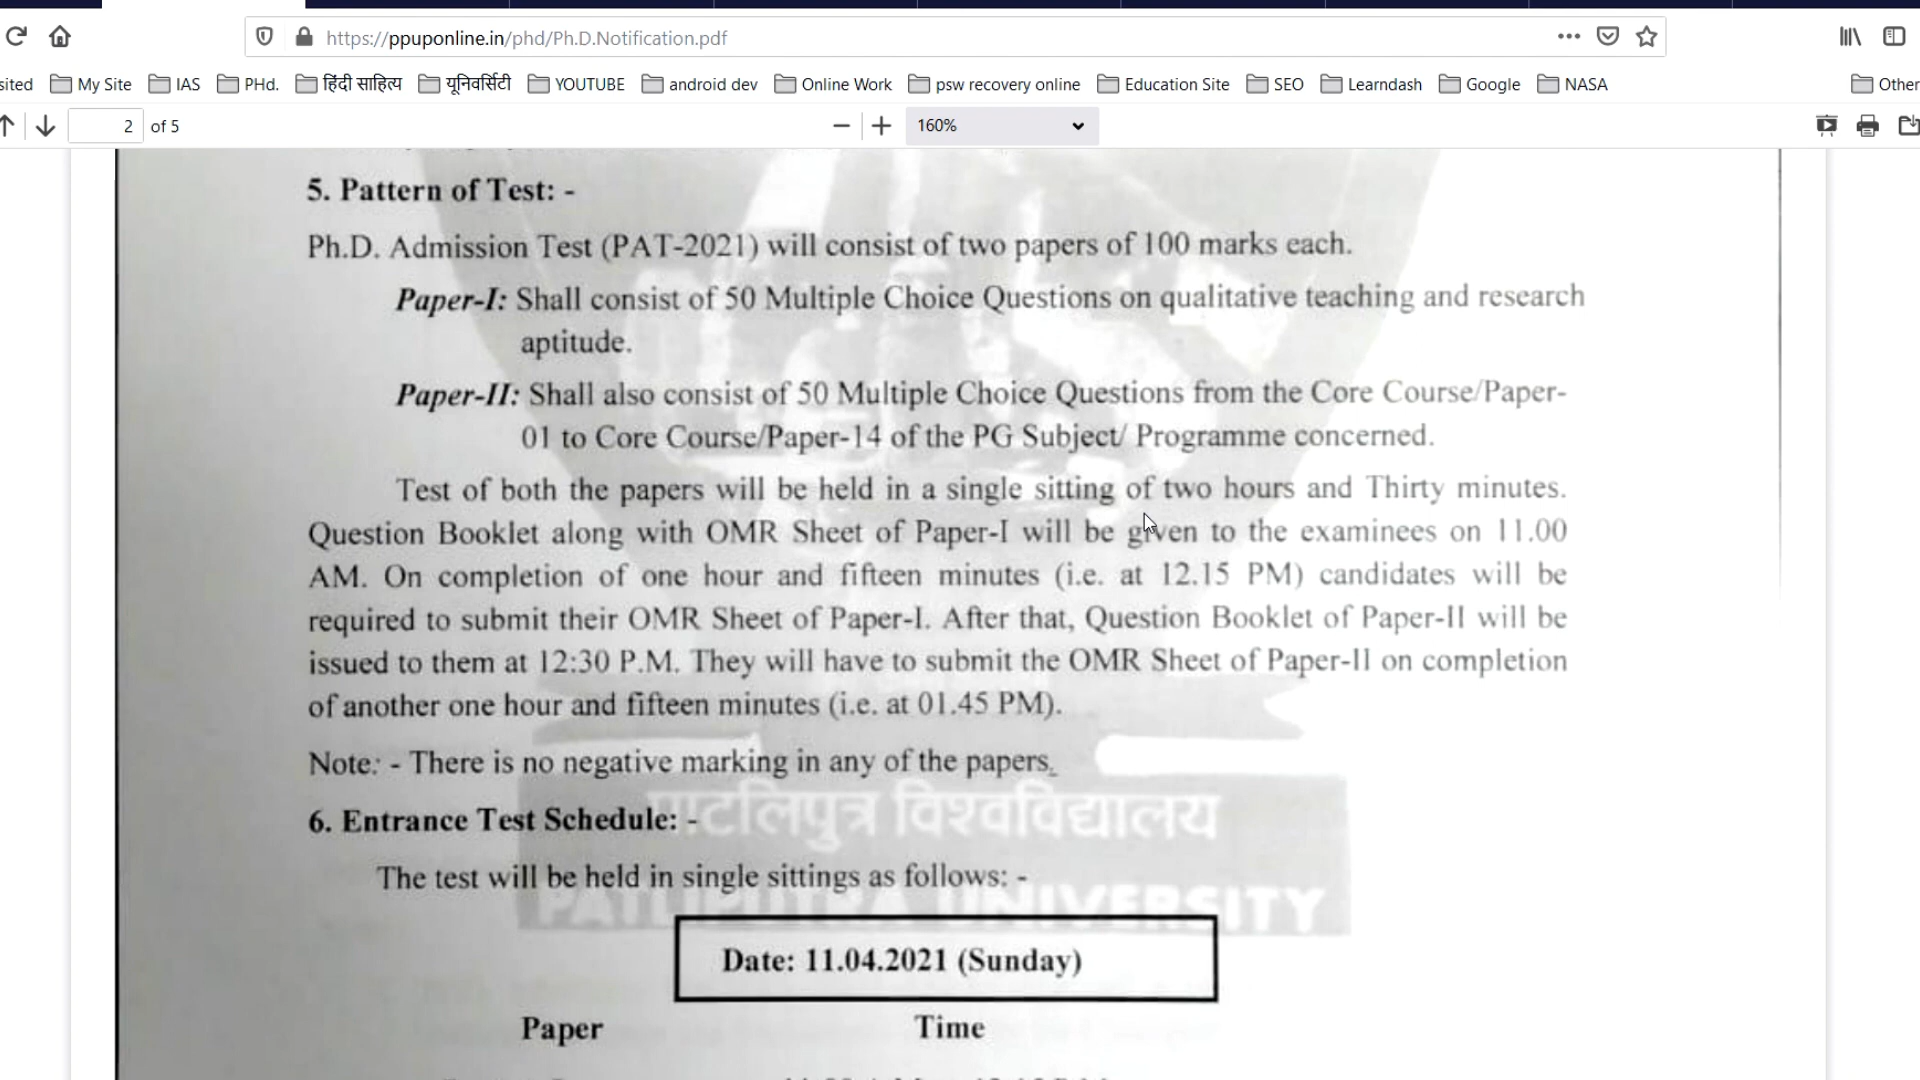 https://ppuponline.in/phd/Ph.D.Notification.pdf
sited My Site IAS PHd. हिंदी साहित्य यूनिवर्सिटी YOUTUBE android dev Online Work psw recovery online Education Site SEO Learndash Google NASA Other
2 of 5 160%
5. Pattern of Test: -
Ph.D. Admission Test (PAT-2021) will consist of two papers of 100 marks each.
Paper-I: Shall consist of 50 Multiple Choice Questions on qualitative teaching and research
aptitude.
Paper-II: Shall also consist of 50 Multiple Choice Questions from the Core Course/Paper-
01 to Core Course/Paper-14 of the PG Subject/ Programme concerned.
Test of both the papers will be held in a single sitting of two hours and Thirty minutes.
Question Booklet along with OMR Sheet of Paper-I will be given to the examinees on 11.00
AM. On completion of one hour and fifteen minutes (i.e. at 12.15 PM) candidates will be
required to submit their OMR Sheet of Paper-I. After that, Question Booklet of Paper-II will be
issued to them at 12:30 P.M. They will have to submit the OMR Sheet of Paper-II on completion
of another one hour and fifteen minutes (i.e. at 01.45 PM).
Note: - There is no negative marking in any of the papers.
पाटलिपुत्र विश्वविद्यालय
6. Entrance Test Schedule: -
The test will be held in single sittings as follows: -
PATLIPUTRA UNIVERSITY
Date: 11.04.2021 (Sunday)
Paper Time